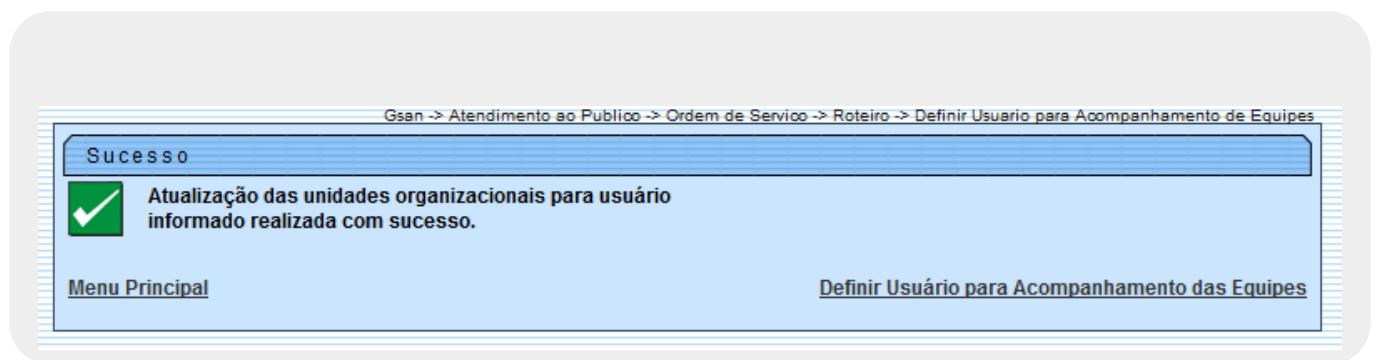 Gsan -> Atendimento ao Publico -> Ordem de Servico -> Roteiro -> Definir Usuario para Acompanhamento de Equipes
Sucesso
Atualização das unidades organizacionais para usuário
informado realizada com sucesso.
Menu Principal
Definir Usuário para Acompanhamento das Equipes